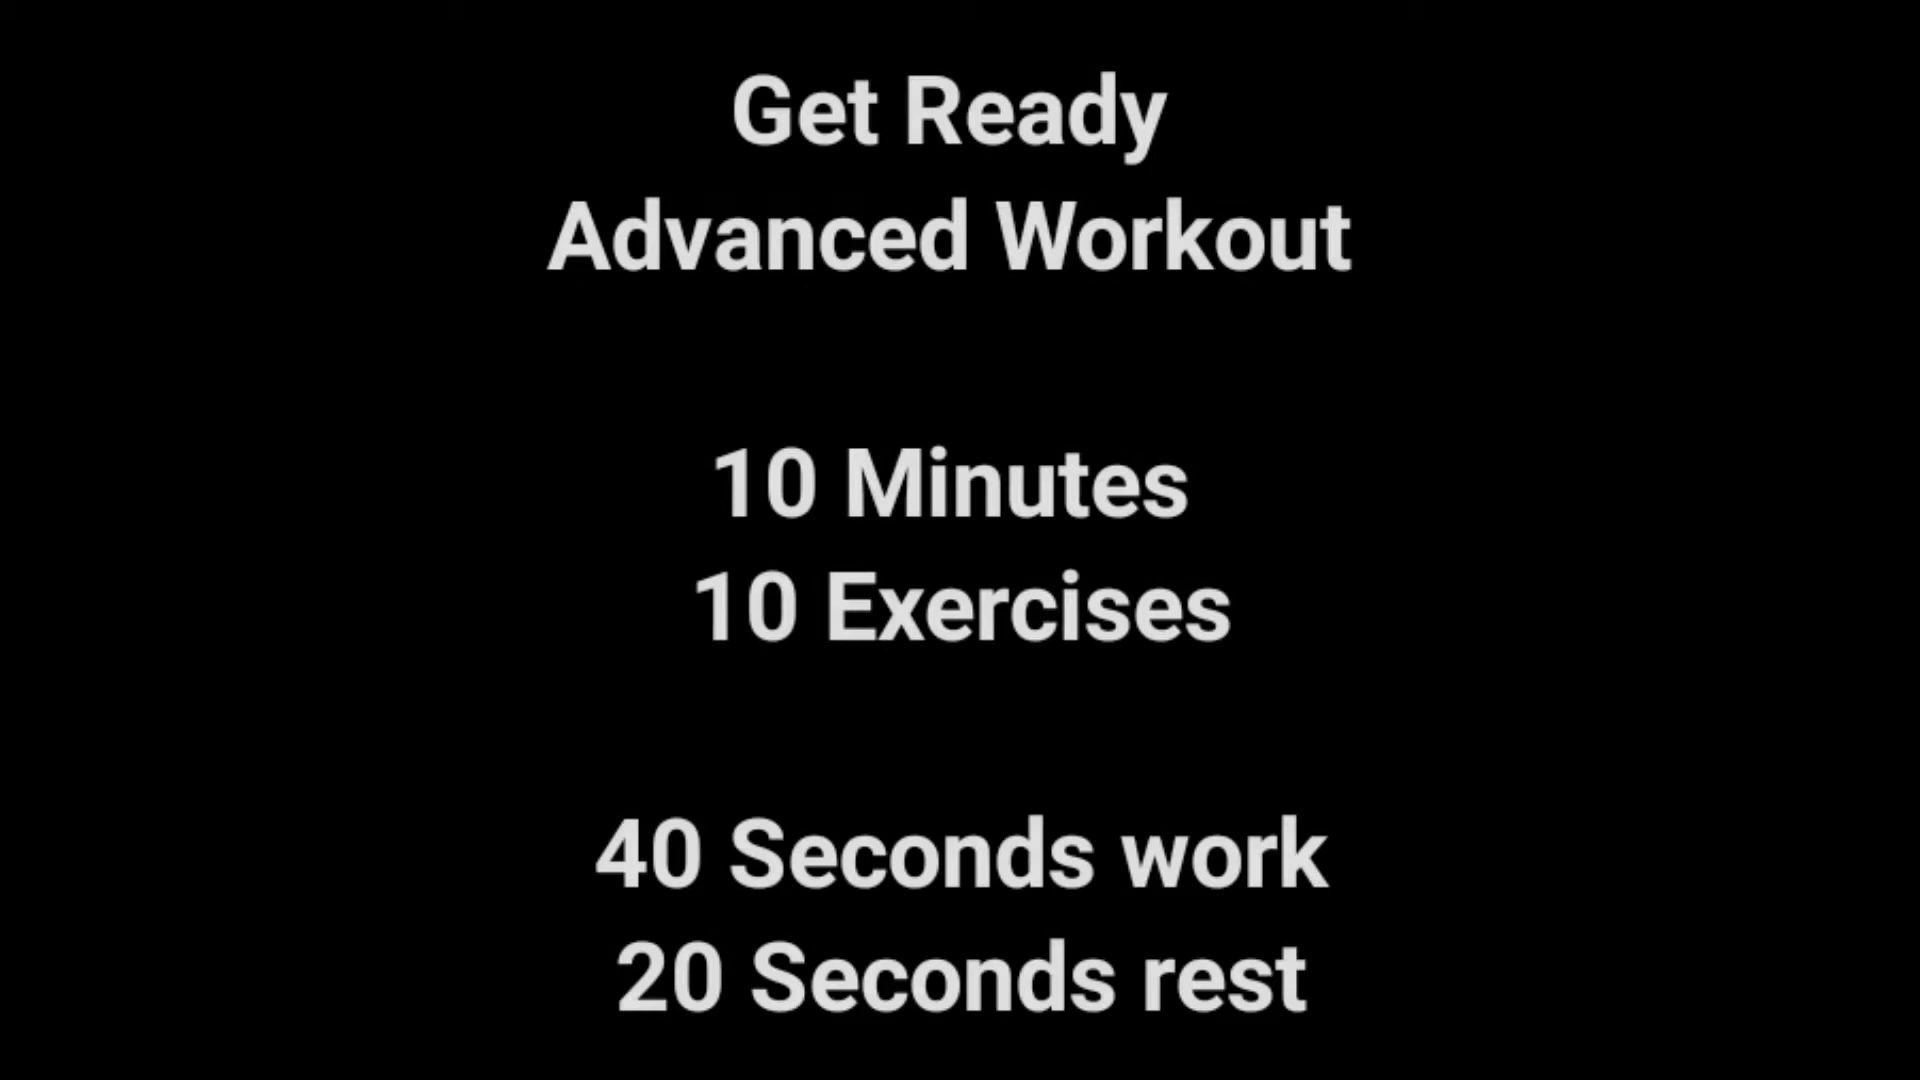 Get Ready
Advanced Workout
10 Minutes
10 Exercises
40 Seconds work
20 Seconds rest